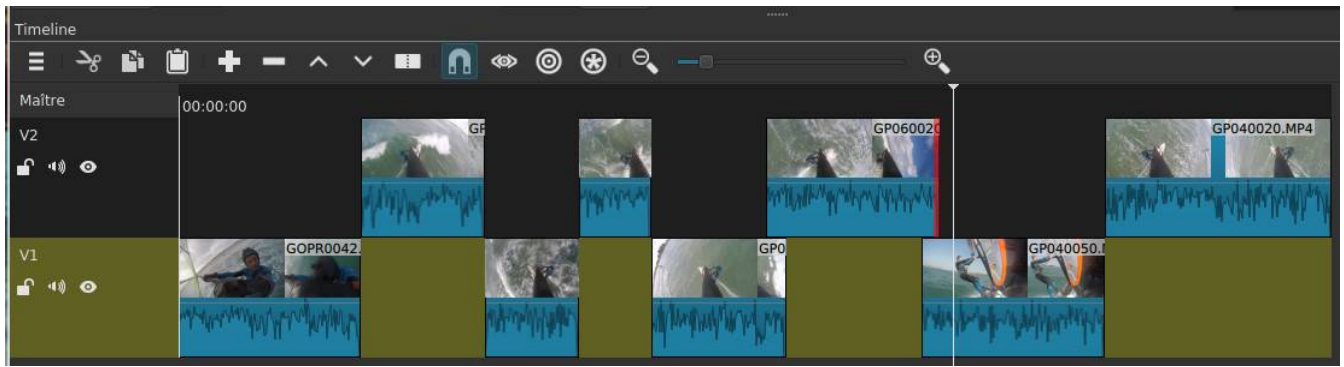 Timeline
Maître
00:00:00
V2
GP
GP060020
GP040020.MP4
V1
GOPR0042.
GP0
GP040050.M